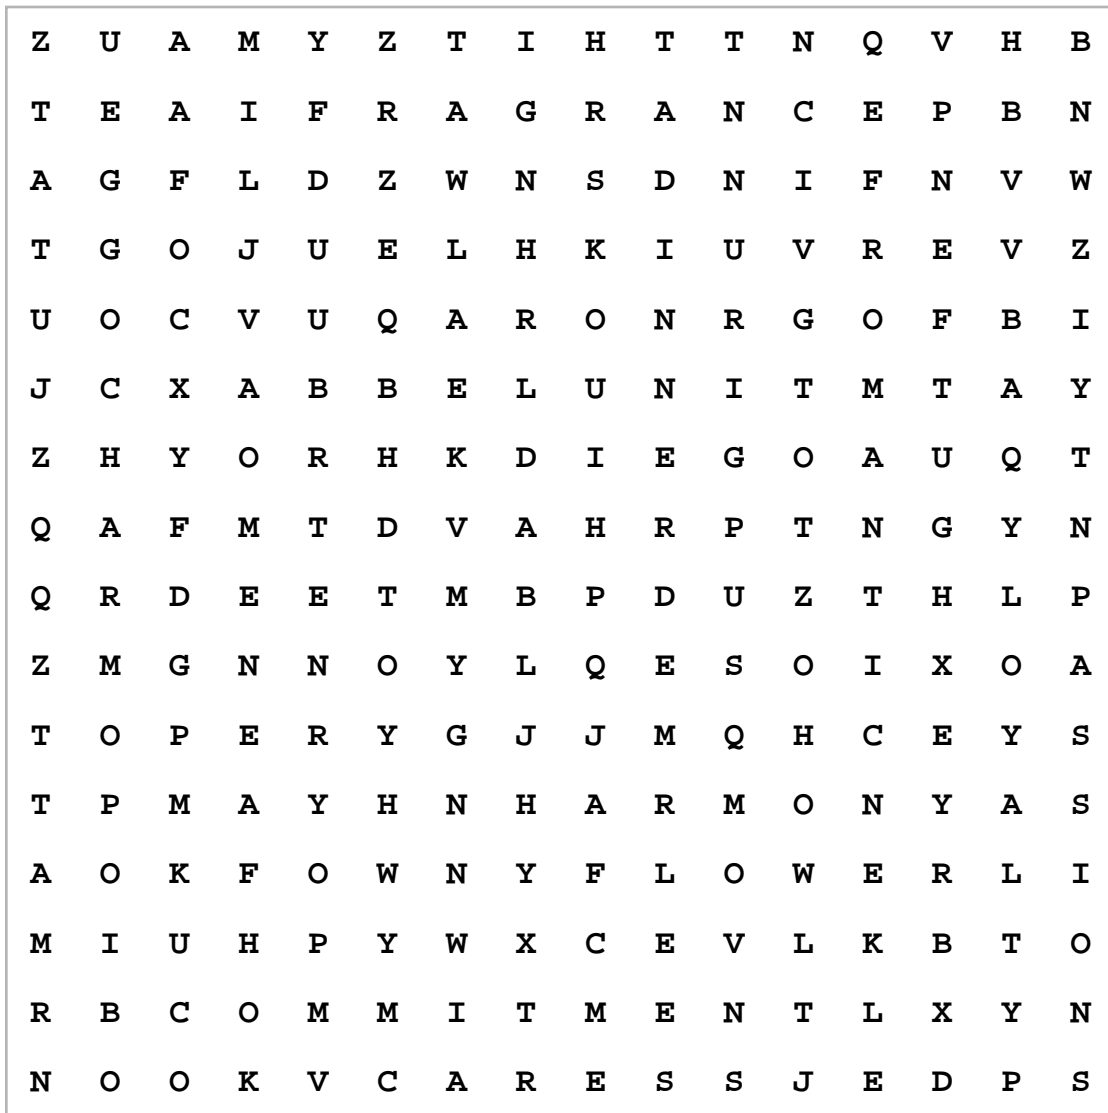 Z U A M Y Z T I H T T N Q V H B
T E A I F R A G R A N C E P B N
A G F L D Z W N S D N I F N V W
T G O J U E L H K I U V R E V Z
U O C V U Q A R O N R G O F B I
J C X A B B E L U N I T M T A Y
Z H Y O R H K D I E G O A U Q T
Q A F M T D V A H R P T N G Y N
Q R D E E T M B P D U Z T H L P
Z M G N N O Y L Q E S O I X O A
T O P E R Y G J J M Q H C E Y S
T P M A Y H N H A R M O N Y A S
A O K F O W N Y F L O W E R L I
M I U H P Y W X C E V L K B T O
R B C O M M I T M E N T L X Y N
N O O K V C A R E S S J E D P S